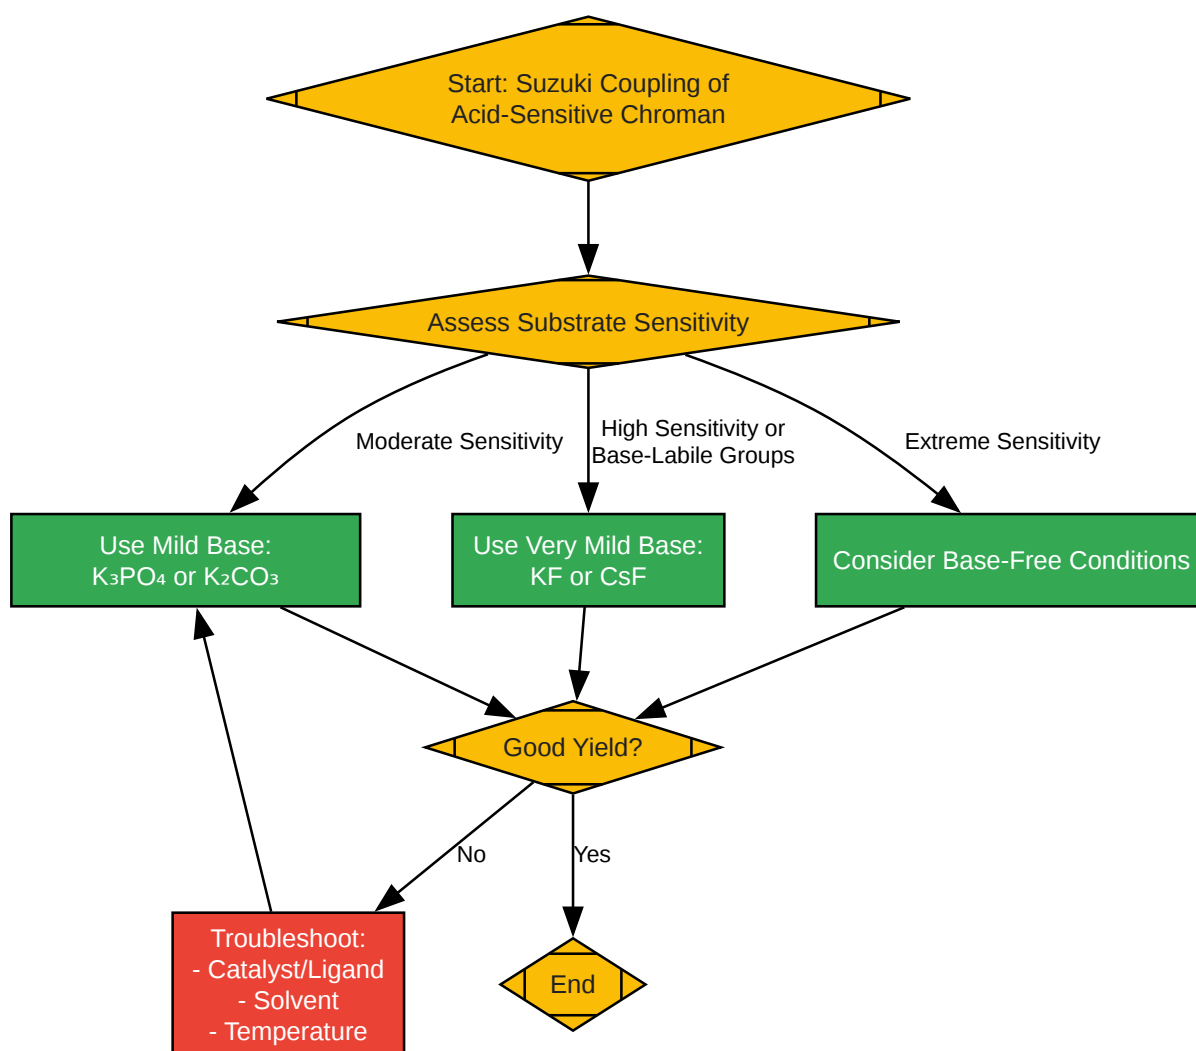 Start: Suzuki Coupling of
Acid-Sensitive Chroman
Assess Substrate Sensitivity
Moderate Sensitivity
High Sensitivity or
Base-Labile Groups
Extreme Sensitivity
Use Mild Base:
K₃PO₄ or K₂CO₃
Use Very Mild Base:
KF or CsF
Consider Base-Free Conditions
Good Yield?
No
Yes
Troubleshoot:
- Catalyst/Ligand
- Solvent
- Temperature
End